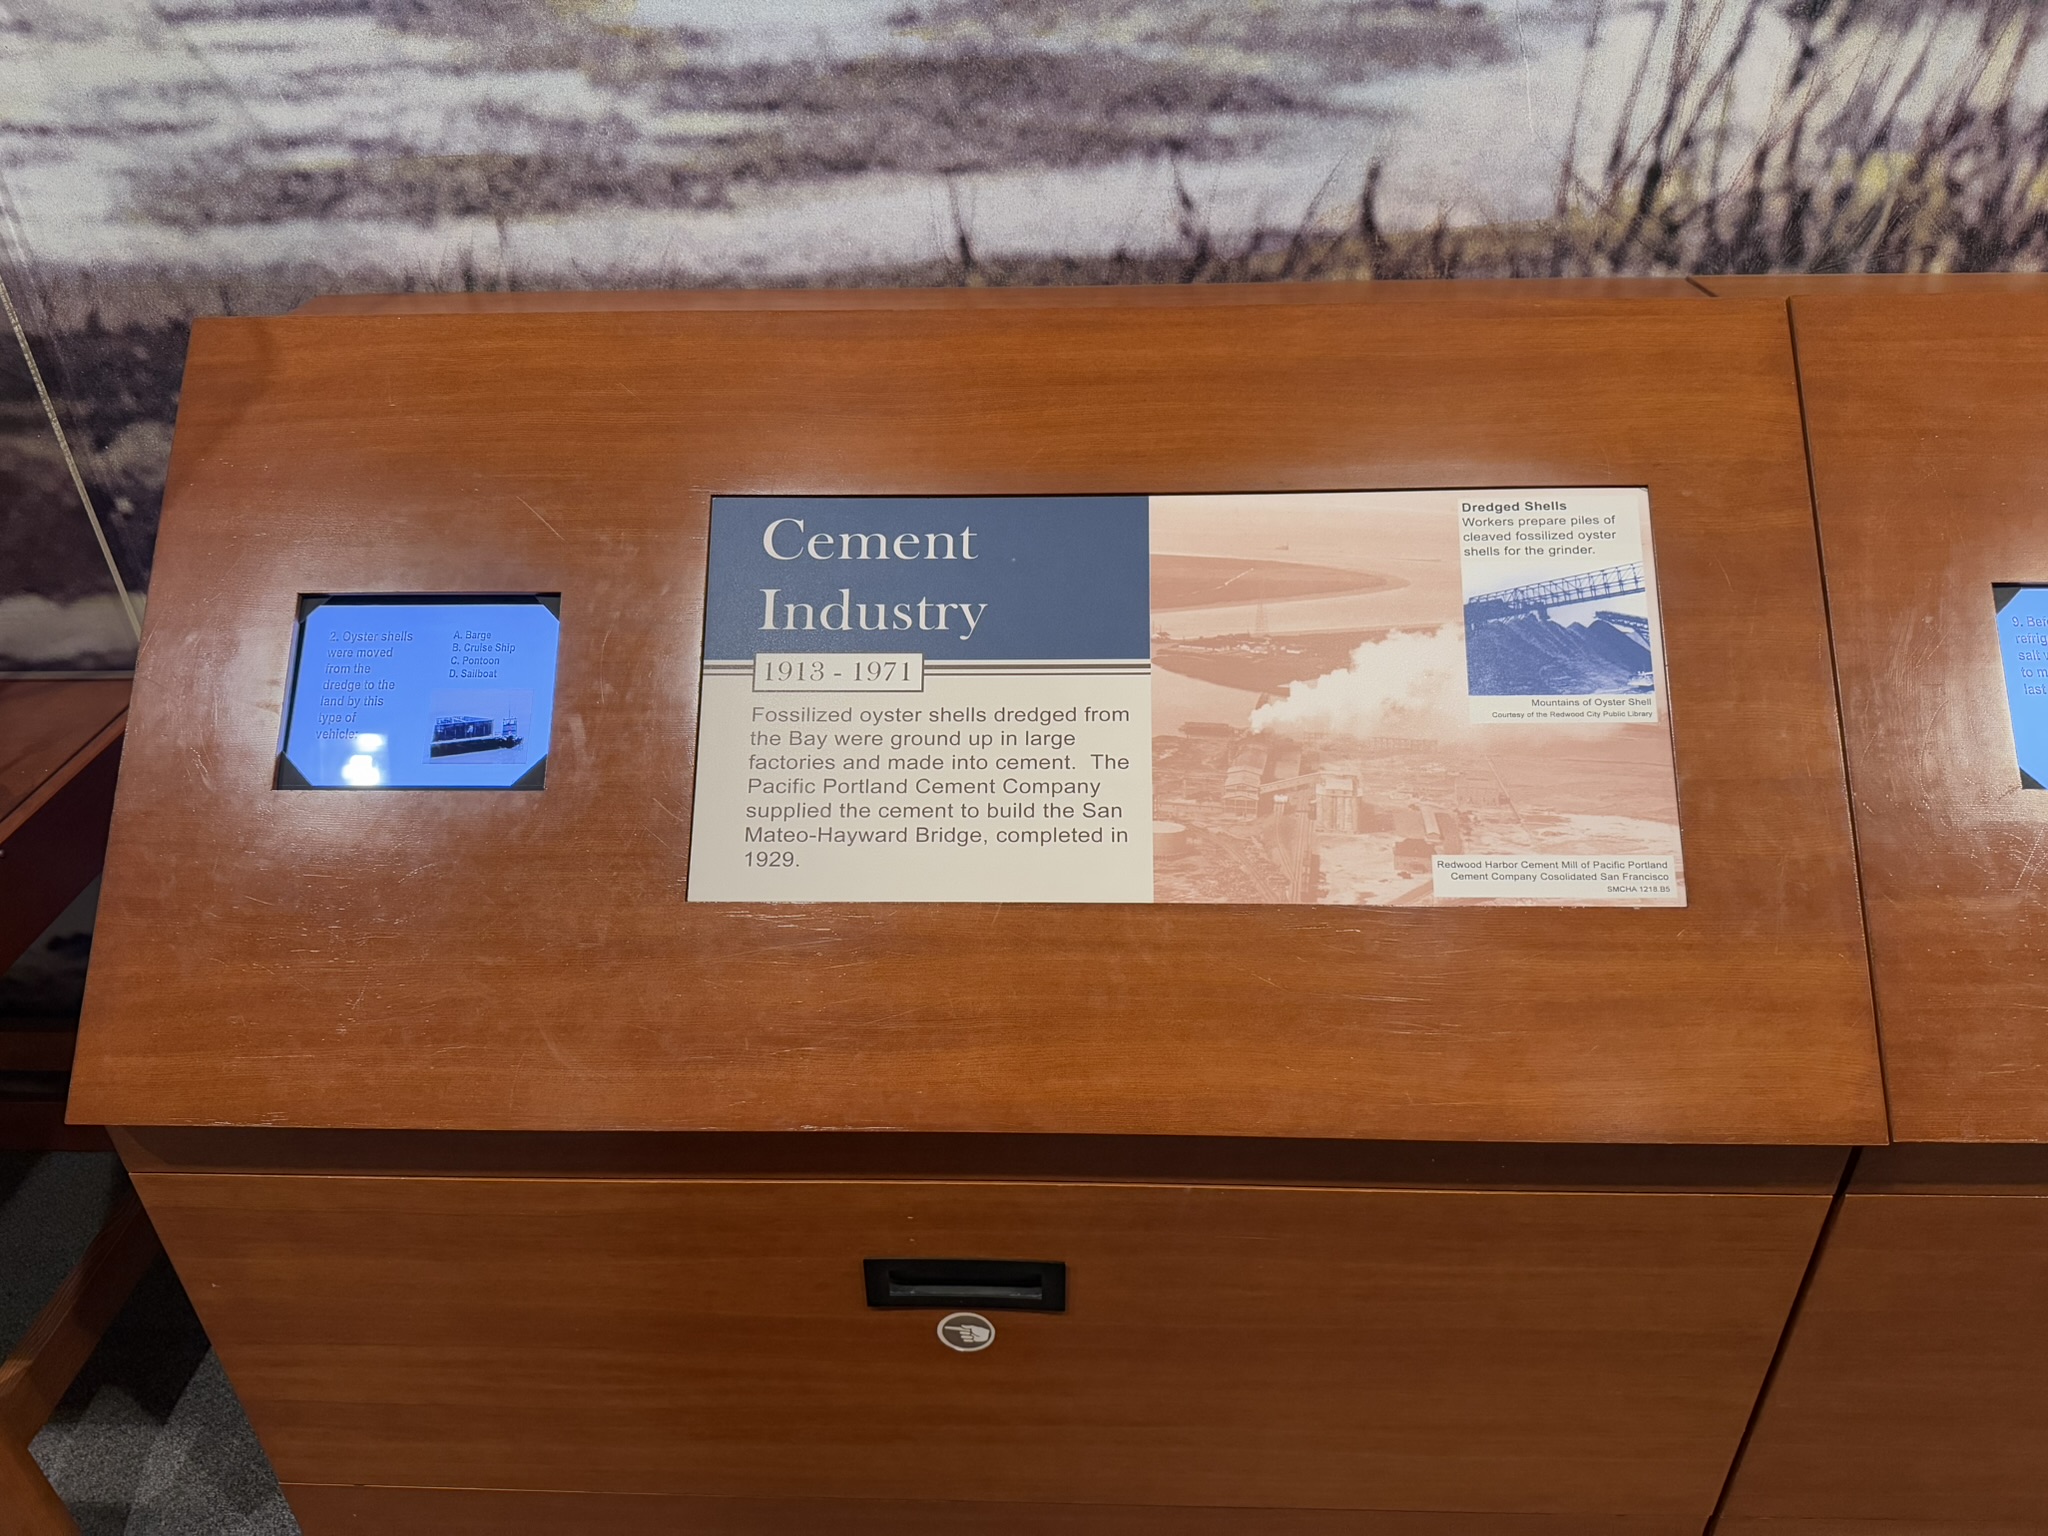 2. Oyster shells
were moved
from the
dredge to the
land by this
type of
vehicle:
A. Barge
B. Cruise Ship
C. Pontoon
D. Sailboat
Cement
Industry
1913 - 1971
Fossilized oyster shells dredged from
the Bay were ground up in large
factories and made into cement. The
Pacific Portland Cement Company
supplied the cement to build the San
Mateo-Hayward Bridge, completed in
1929.
Dredged Shells
Workers prepare piles of
cleaved fossilized oyster
shells for the grinder.
Mountains of Oyster Shell
Courtesy of the Redwood City Public Library
Redwood Harbor Cement Mill of Pacific Portland
Cement Company Cosolidated San Francisco
SMCHA 1218.B5
9.
salt
to
last